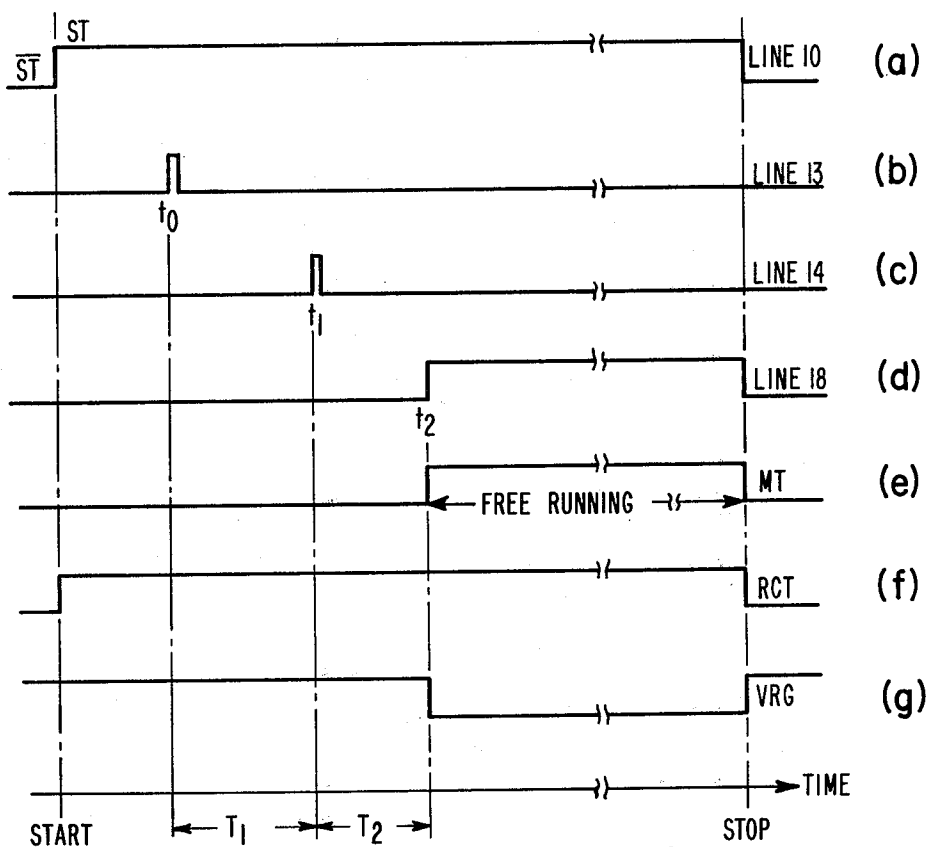 ST
S̅T̅ LINE 10 (a)
LINE 13 (b)
t0
LINE 14 (c)
t1
LINE 18 (d)
t2
MT (e)
FREE RUNNING
RCT (f)
VRG (g)
TIME
START T1 T2 STOP